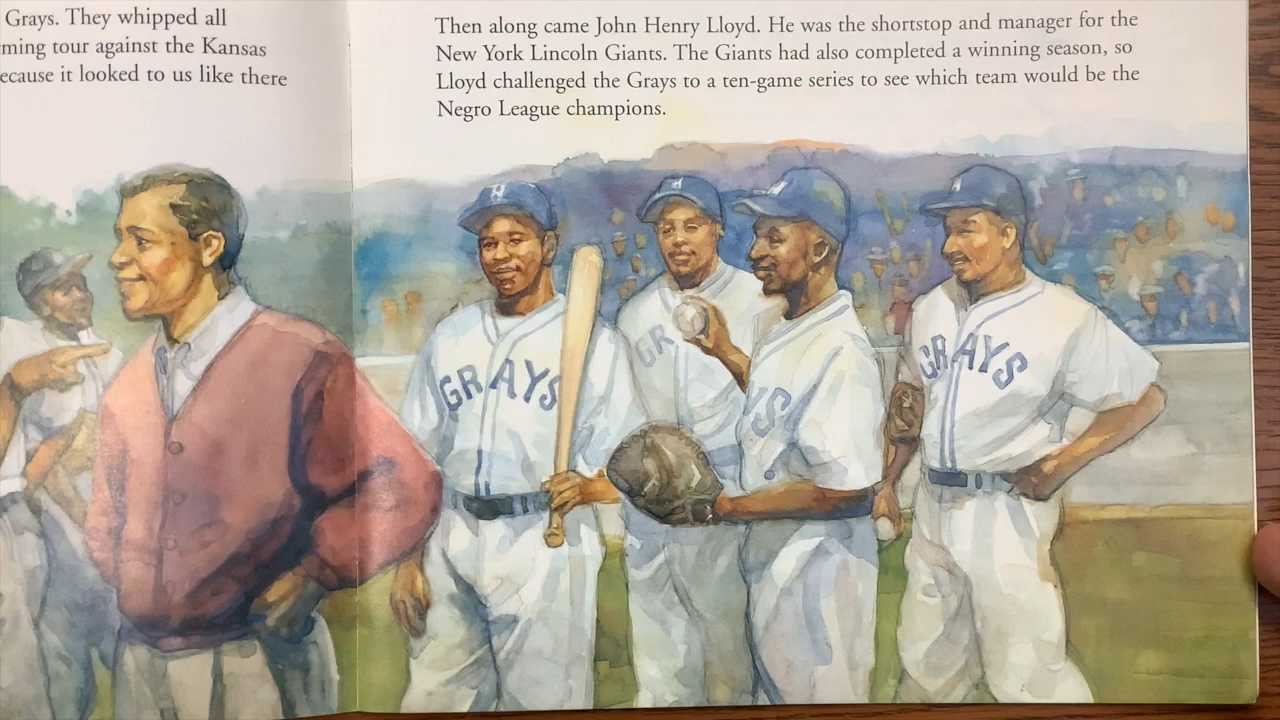 Grays. They whipped all
ming tour against the Kansas
ecause it looked to us like there
Then along came John Henry Lloyd. He was the shortstop and manager for the
New York Lincoln Giants. The Giants had also completed a winning season, so
Lloyd challenged the Grays to a ten-game series to see which team would be the
Negro League champions.
H
H
H
GRAYS
GR
YS
GRAYS